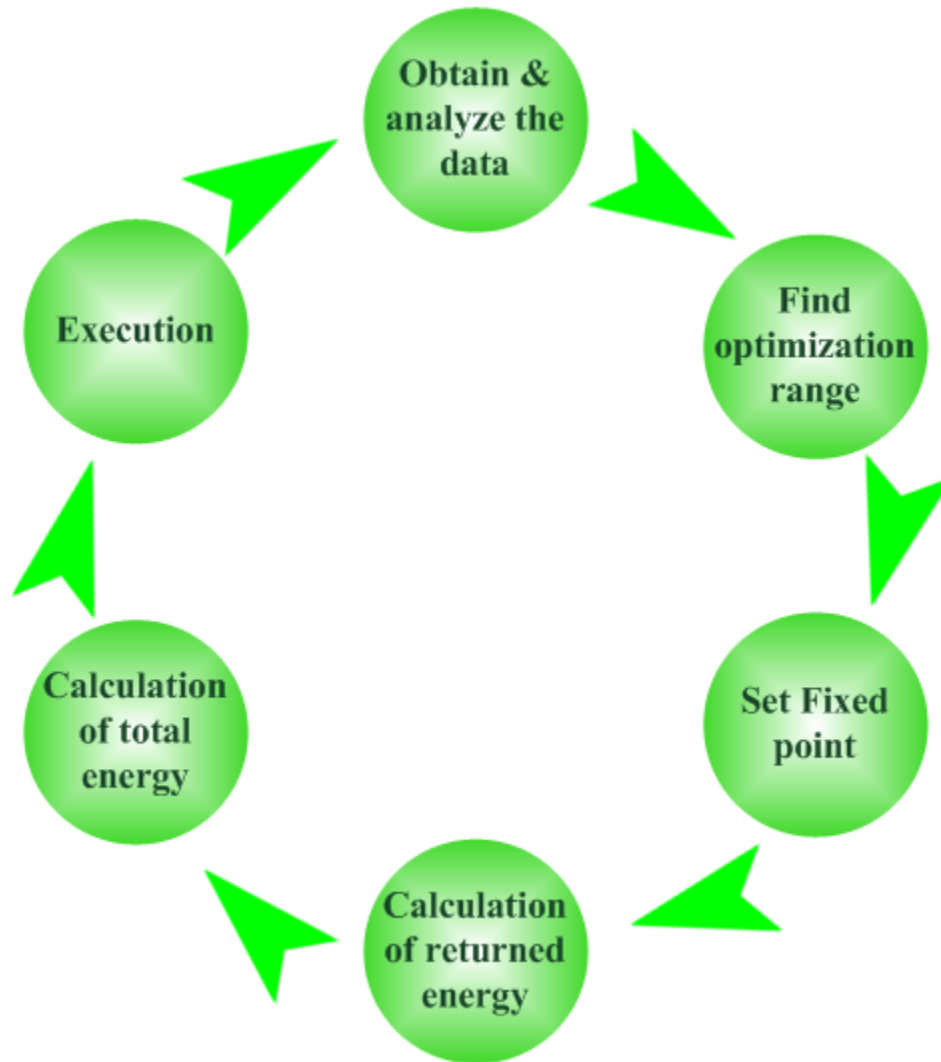 Obtain &
analyze the
data
Find
optimization
range
Set Fixed
point
Calculation
of returned
energy
Calculation
of total
energy
Execution